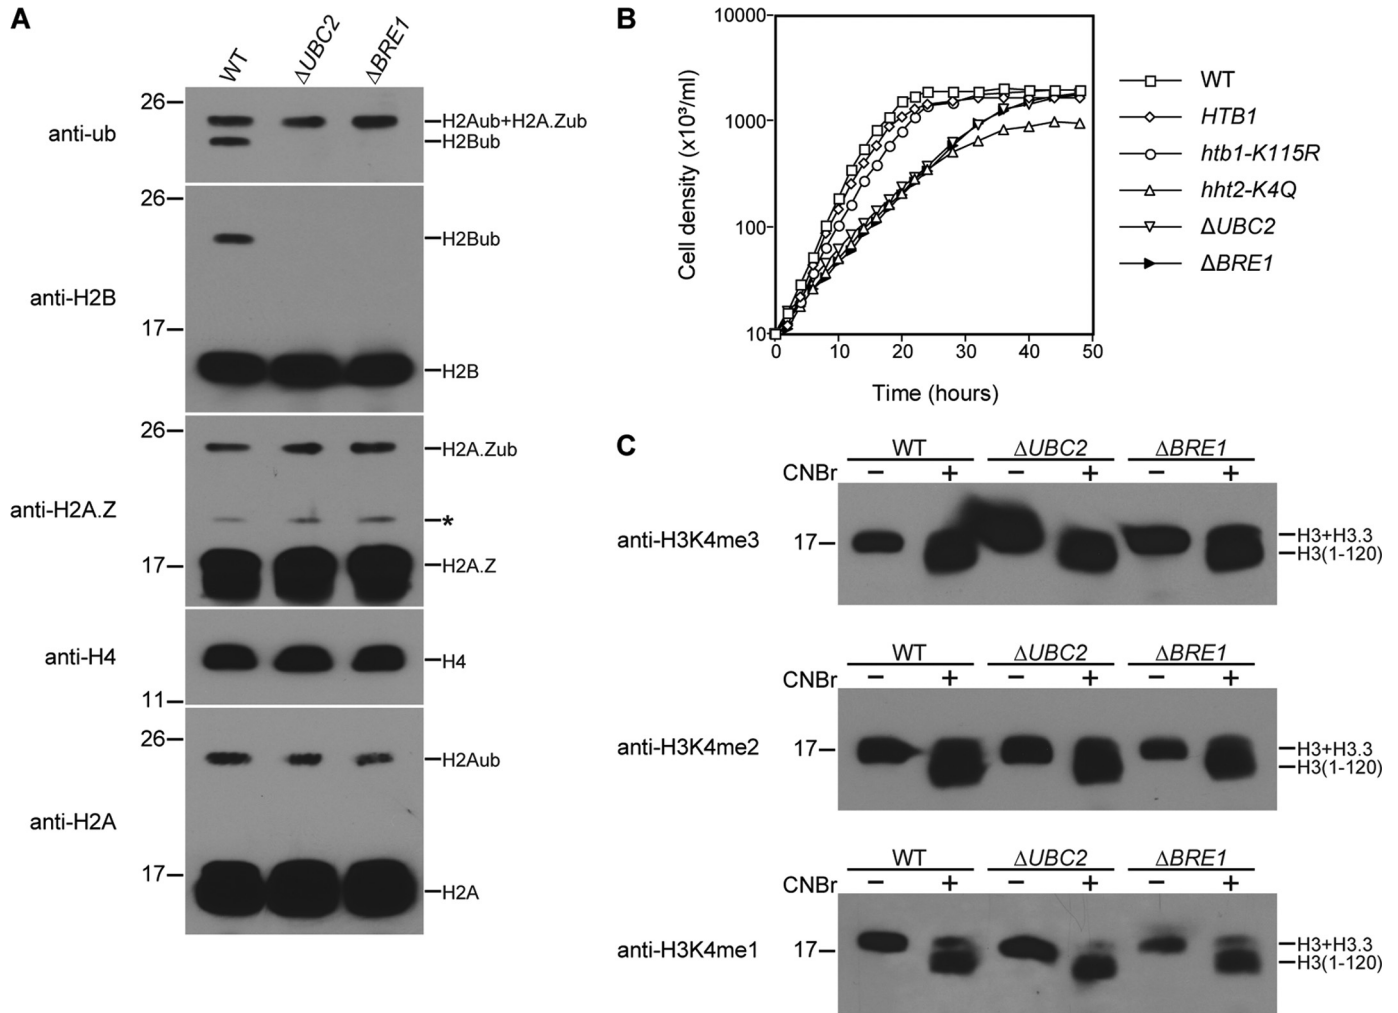 A
WT
ΔUBC2
ΔBRE1
anti-ub
26
H2Aub+H2A.Zub
H2Bub
anti-H2B
26
H2Bub
17
H2B
anti-H2A.Z
26
H2A.Zub
*
17
H2A.Z
anti-H4
H4
11
anti-H2A
26
H2Aub
17
H2A
B
Cell density (x10³/ml)
10000
1000
100
10
0 10 20 30 40 50
Time (hours)
WT
HTB1
htb1-K115R
hht2-K4Q
ΔUBC2
ΔBRE1
C
WT ΔUBC2 ΔBRE1
CNBr − + − + − +
anti-H3K4me3
17
H3+H3.3
H3(1-120)
WT ΔUBC2 ΔBRE1
CNBr − + − + − +
anti-H3K4me2
17
H3+H3.3
H3(1-120)
WT ΔUBC2 ΔBRE1
CNBr − + − + − +
anti-H3K4me1
17
H3+H3.3
H3(1-120)